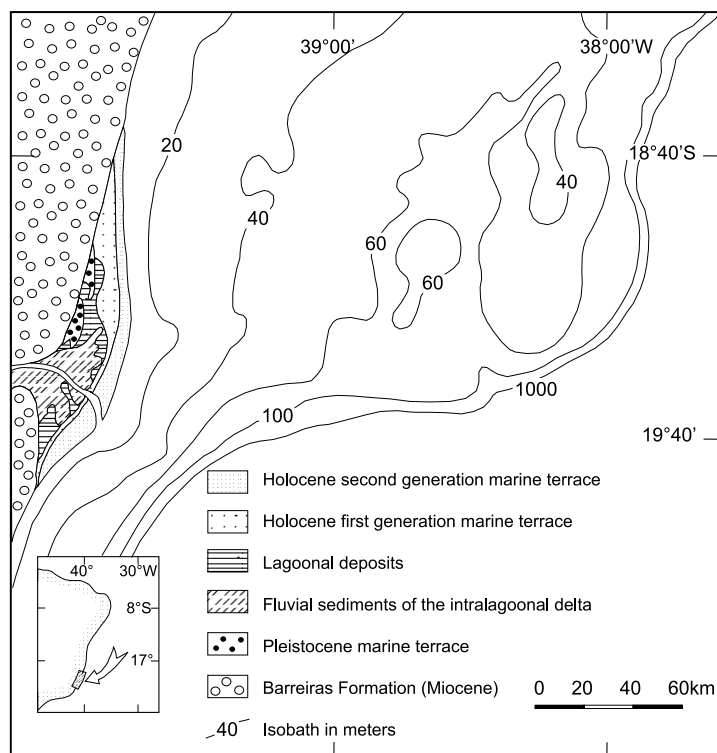 39°00'
38°00'W
18°40'S
20
40
40
60
60
1000
100
19°40'
Holocene second generation marine terrace
Holocene first generation marine terrace
Lagoonal deposits
Fluvial sediments of the intralagoonal delta
Pleistocene marine terrace
Barreiras Formation (Miocene)
40 Isobath in meters
40° 30°W
8°S
17°
0 20 40 60km